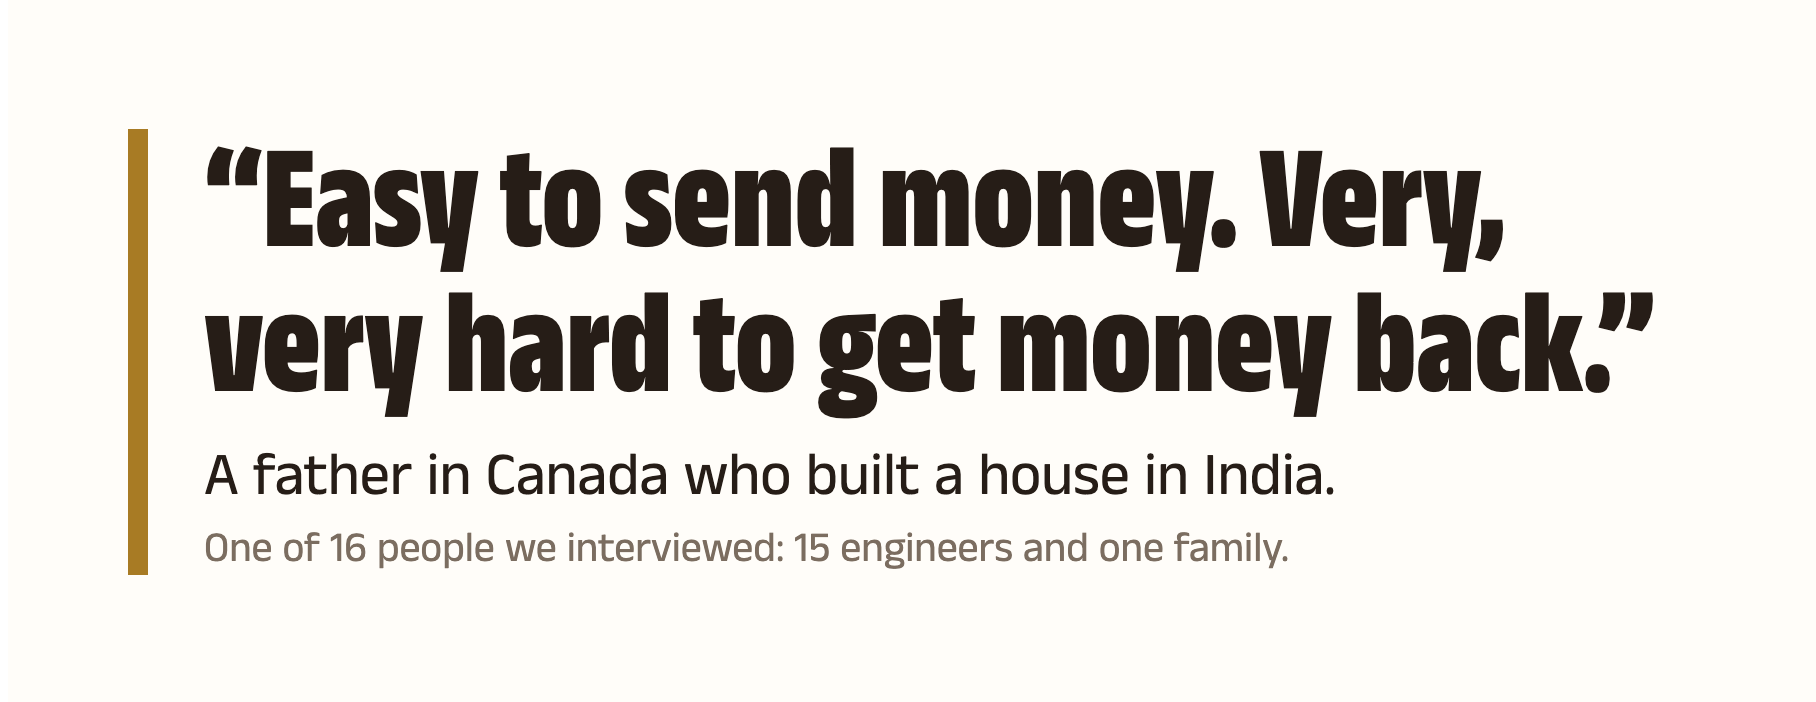 “Easy to send money. Very,
very hard to get money back.”
A father in Canada who built a house in India.
One of 16 people we interviewed: 15 engineers and one family.